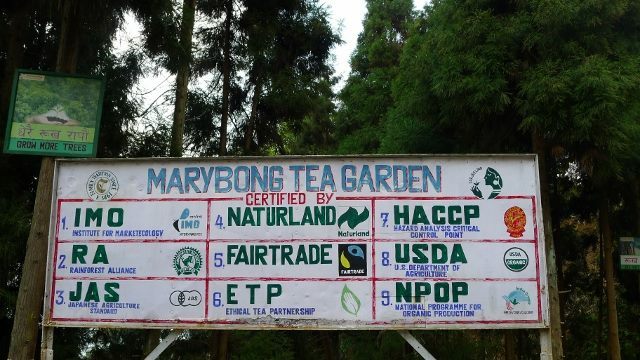 धेरै रूख रोपौं
GROW MORE TREES
MARYBONG TEA GARDEN
CERTIFIED BY
1. IMO
INSTITUTE FOR MARKETECOLOGY
IMO
2. RA
RAINFOREST ALLIANCE
3. JAS
JAPANESE AGRICULTURE
STANDARD
JAS
4. NATURLAND
Naturland
5. FAIRTRADE
FAIRTRADE
6. ETP
ETHICAL TEA PARTNERSHIP
7. HACCP
HAZARD ANALYSIS CRITICAL
CONTROL POINT
8. USDA
U.S. DEPARTMENT OF
AGRICULTURE
USDA
ORGANIC
9. NPOP
NATIONAL PROGRAMME FOR
ORGANIC PRODUCTION